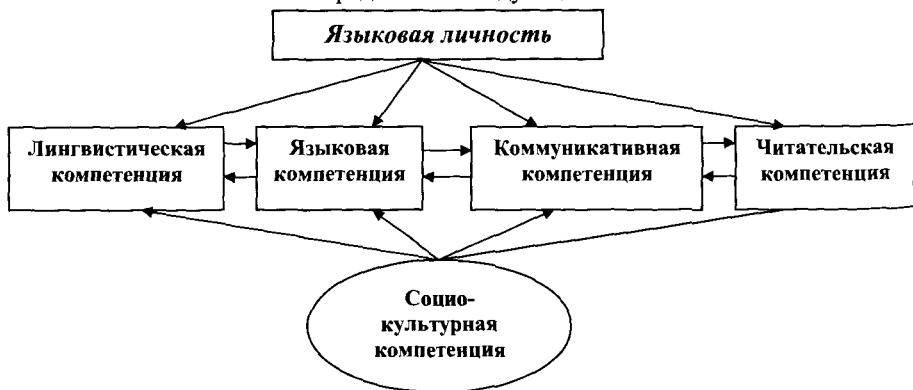 Языковая личность
Лингвистическая
компетенция
Языковая
компетенция
Коммуникативная
компетенция
Читательская
компетенция
Социо-
культурная
компетенция